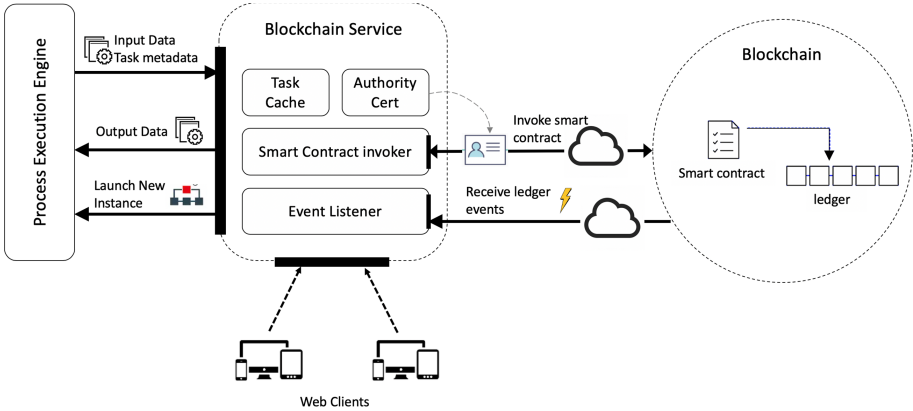 Process Execution Engine
Input Data
Task metadata
Output Data
Launch New
Instance
Blockchain Service
Task
Cache
Authority
Cert
Smart Contract invoker
Event Listener
Invoke smart
contract
Receive ledger
events
Blockchain
Smart contract
ledger
Web Clients